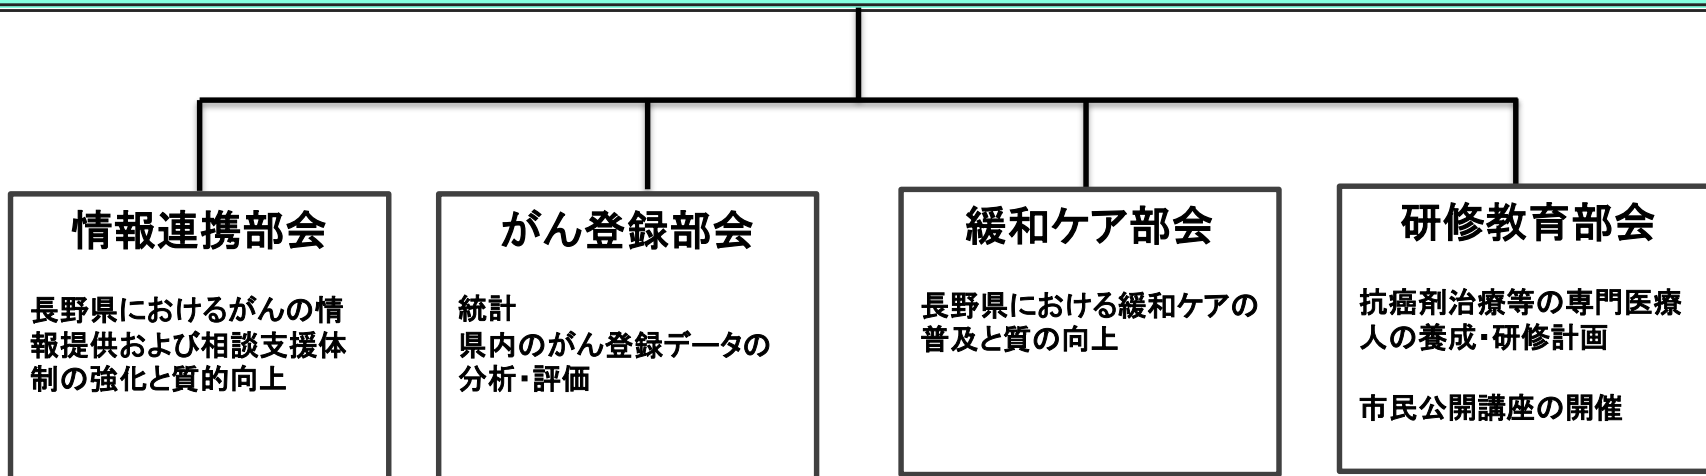 情報連携部会
長野県におけるがんの情
報提供および相談支援体
制の強化と質的向上
がん登録部会
統計
県内のがん登録データの
分析・評価
緩和ケア部会
長野県における緩和ケアの
普及と質の向上
研修教育部会
抗癌剤治療等の専門医療
人の養成・研修計画
市民公開講座の開催